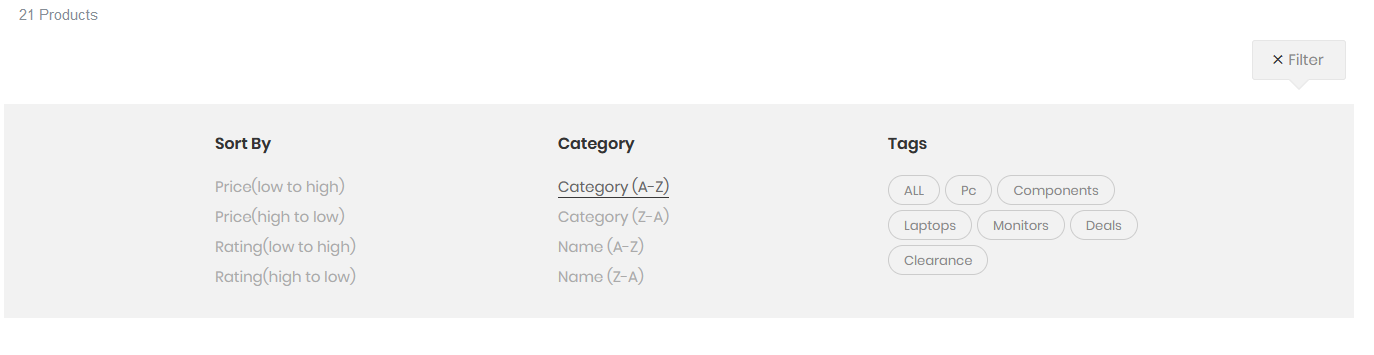 21 Products
× Filter
Sort By
Price(low to high)
Price(high to low)
Rating(low to high)
Rating(high to low)
Category
Category (A-Z)
Category (Z-A)
Name (A-Z)
Name (Z-A)
Tags
ALL Pc Components
Laptops Monitors Deals
Clearance